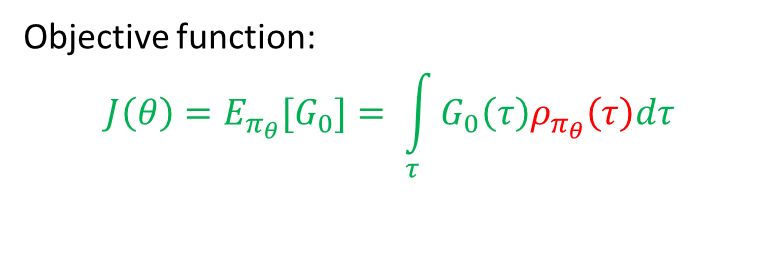 Objective function:
J(θ) = E_{π_θ}[G_0] = ∫_τ G_0(τ)ρ_{π_θ}(τ)dτ